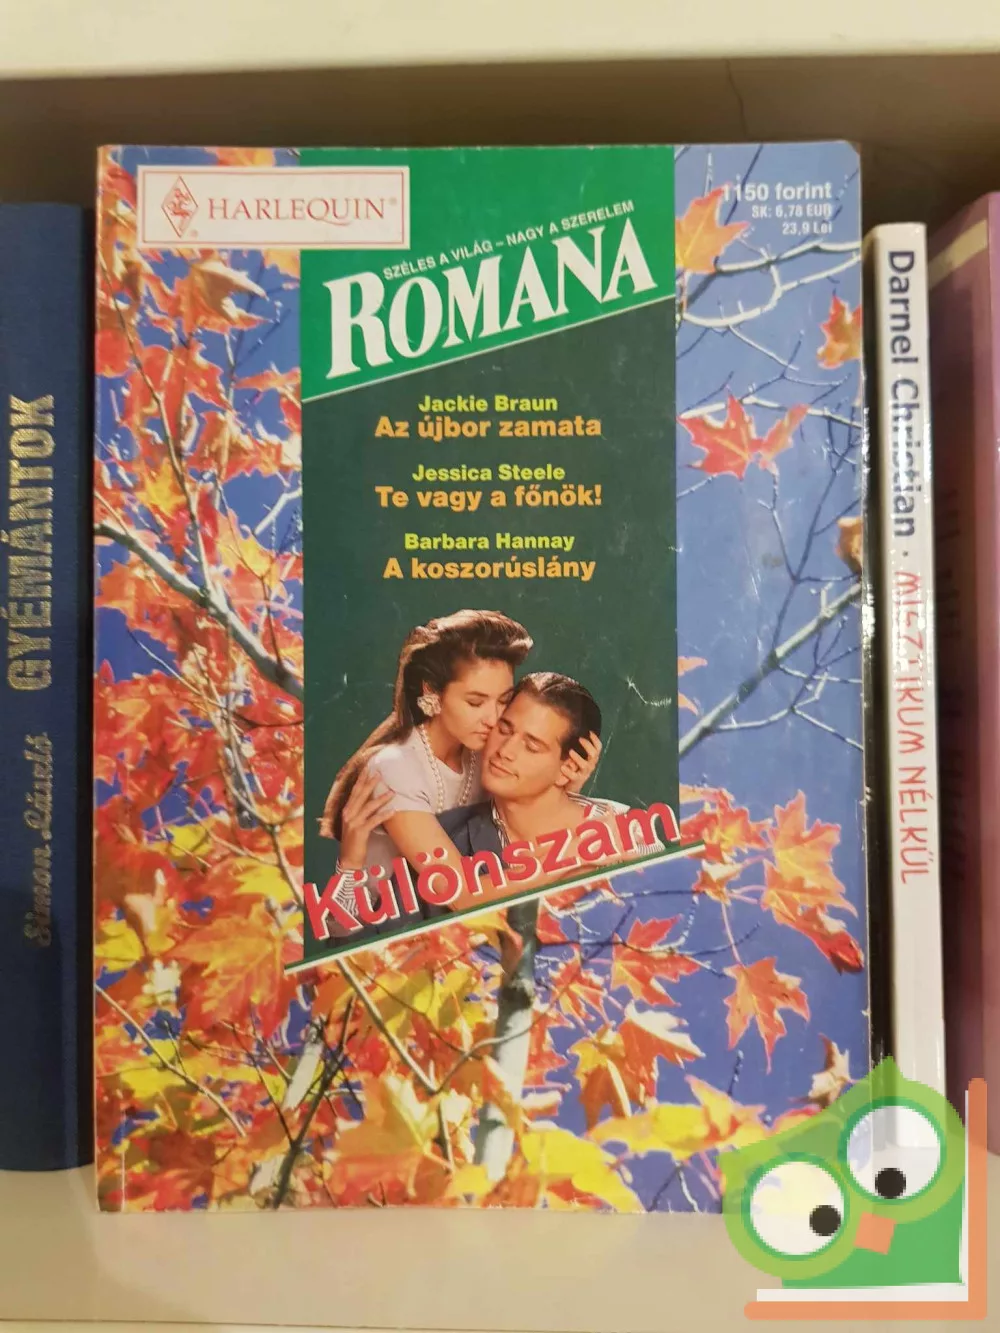 HARLEQUIN®
1150 forint
SK: 6,78 EUR
23,9 Lei
SZÉLES A VILÁG – NAGY A SZERELEM
ROMANA
Jackie Braun
Az újbor zamata
Jessica Steele
Te vagy a főnök!
Barbara Hannay
A koszorúslány
Különszám
Simon László GYÉMÁNTOK
Darnel Christian · MISZTIKUM NÉLKÜL